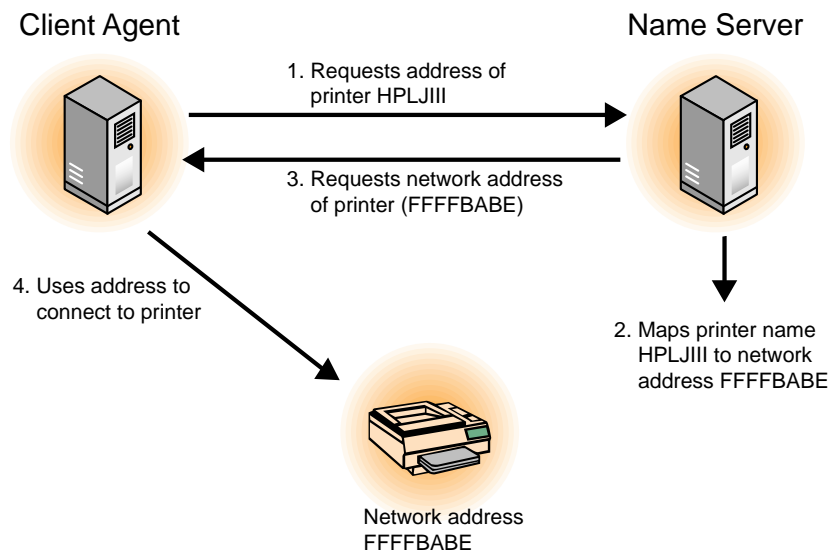 Client Agent
Name Server
1. Requests address of
printer HPLJIII
3. Requests network address
of printer (FFFFBABE)
4. Uses address to
connect to printer
2. Maps printer name
HPLJIII to network
address FFFFBABE
Network address
FFFFBABE